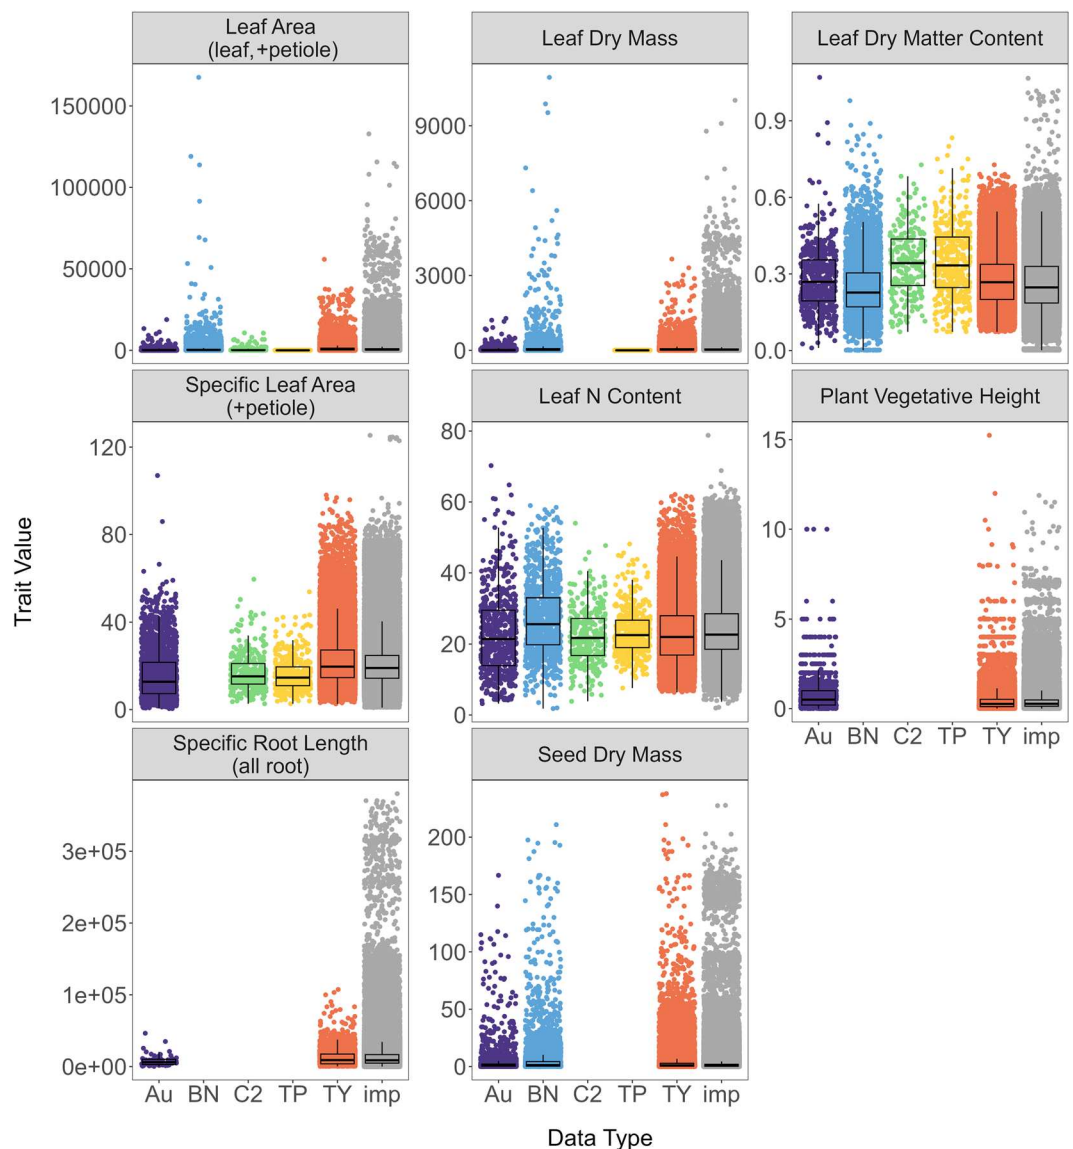 Leaf Area
(leaf,+petiole)
Leaf Dry Mass
Leaf Dry Matter Content
150000
100000
50000
0
9000
6000
3000
0
0.9
0.6
0.3
0.0
Specific Leaf Area
(+petiole)
Leaf N Content
Plant Vegetative Height
120
80
40
0
80
60
40
20
0
15
10
5
0
Au BN C2 TP TY imp
Trait Value
Specific Root Length
(all root)
Seed Dry Mass
3e+05
2e+05
1e+05
0e+00
200
150
100
50
0
Au BN C2 TP TY imp
Au BN C2 TP TY imp
Data Type